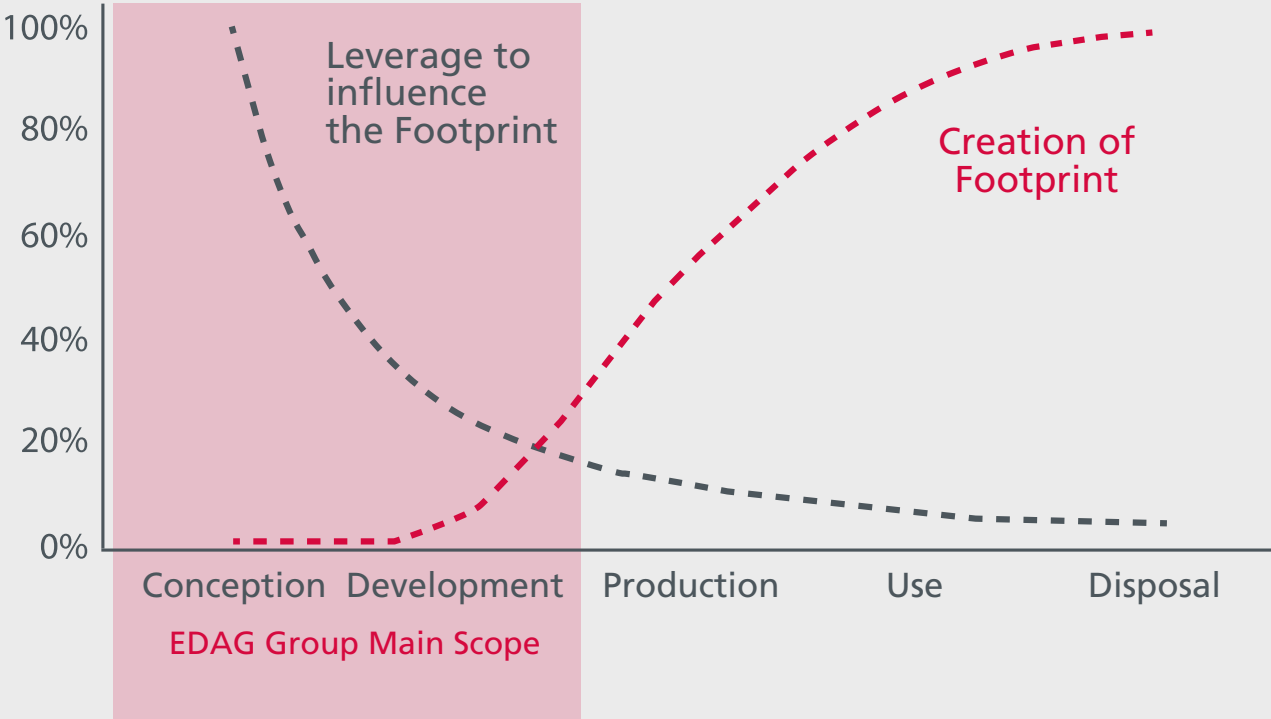 100%
80%
60%
40%
20%
0%
Leverage to
influence
the Footprint
Creation of
Footprint
Conception Development Production Use Disposal
EDAG Group Main Scope